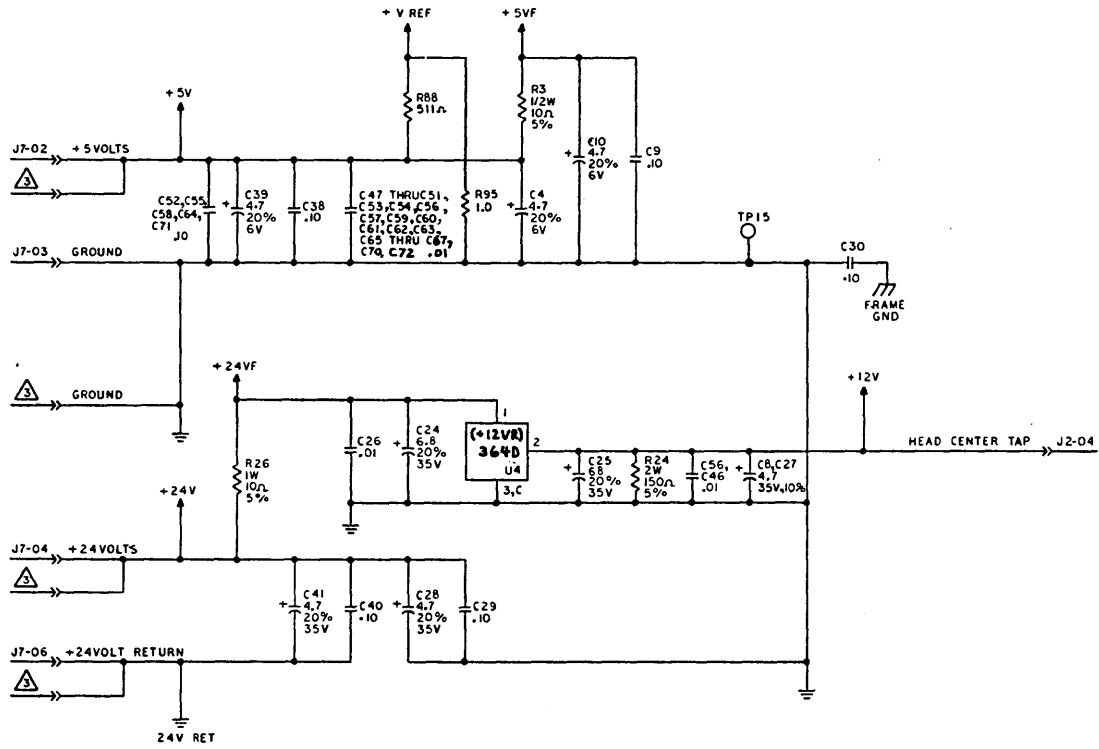 + V REF
+ 5VF
R88
511Ω
R3
1/2W
10Ω
5%
+5V
C10
4.7
20%
6V
+
C9
.10
J7-02
+5VOLTS
3
C52,C55,
C58,C64,
C71
.10
+
C39
4.7
20%
6V
C38
.10
C47 THRU C51,
C53,C54,C56,
C57,C59,C60,
C61,C62,C63,
C65 THRU C67,
C70, C72 .01
R95
1.0
+
C4
4.7
20%
6V
TP15
J7-03
GROUND
C30
.10
FRAME
GND
+24VF
3
GROUND
+12V
C26
.01
+
C24
6.8
20%
35V
1
(+12VR)
364D
U4
2
3,C
HEAD CENTER TAP
J2-04
R26
1W
10Ω
5%
+
C25
68
20%
35V
R24
2W
150Ω
5%
C56,
C46
.01
+
C8,C27
4.7
35V,10%
+24V
J7-04
+24VOLTS
3
+
C41
4.7
20%
35V
C40
.10
+
C28
4.7
20%
35V
C29
.10
J7-06
+24VOLT RETURN
3
24V RET